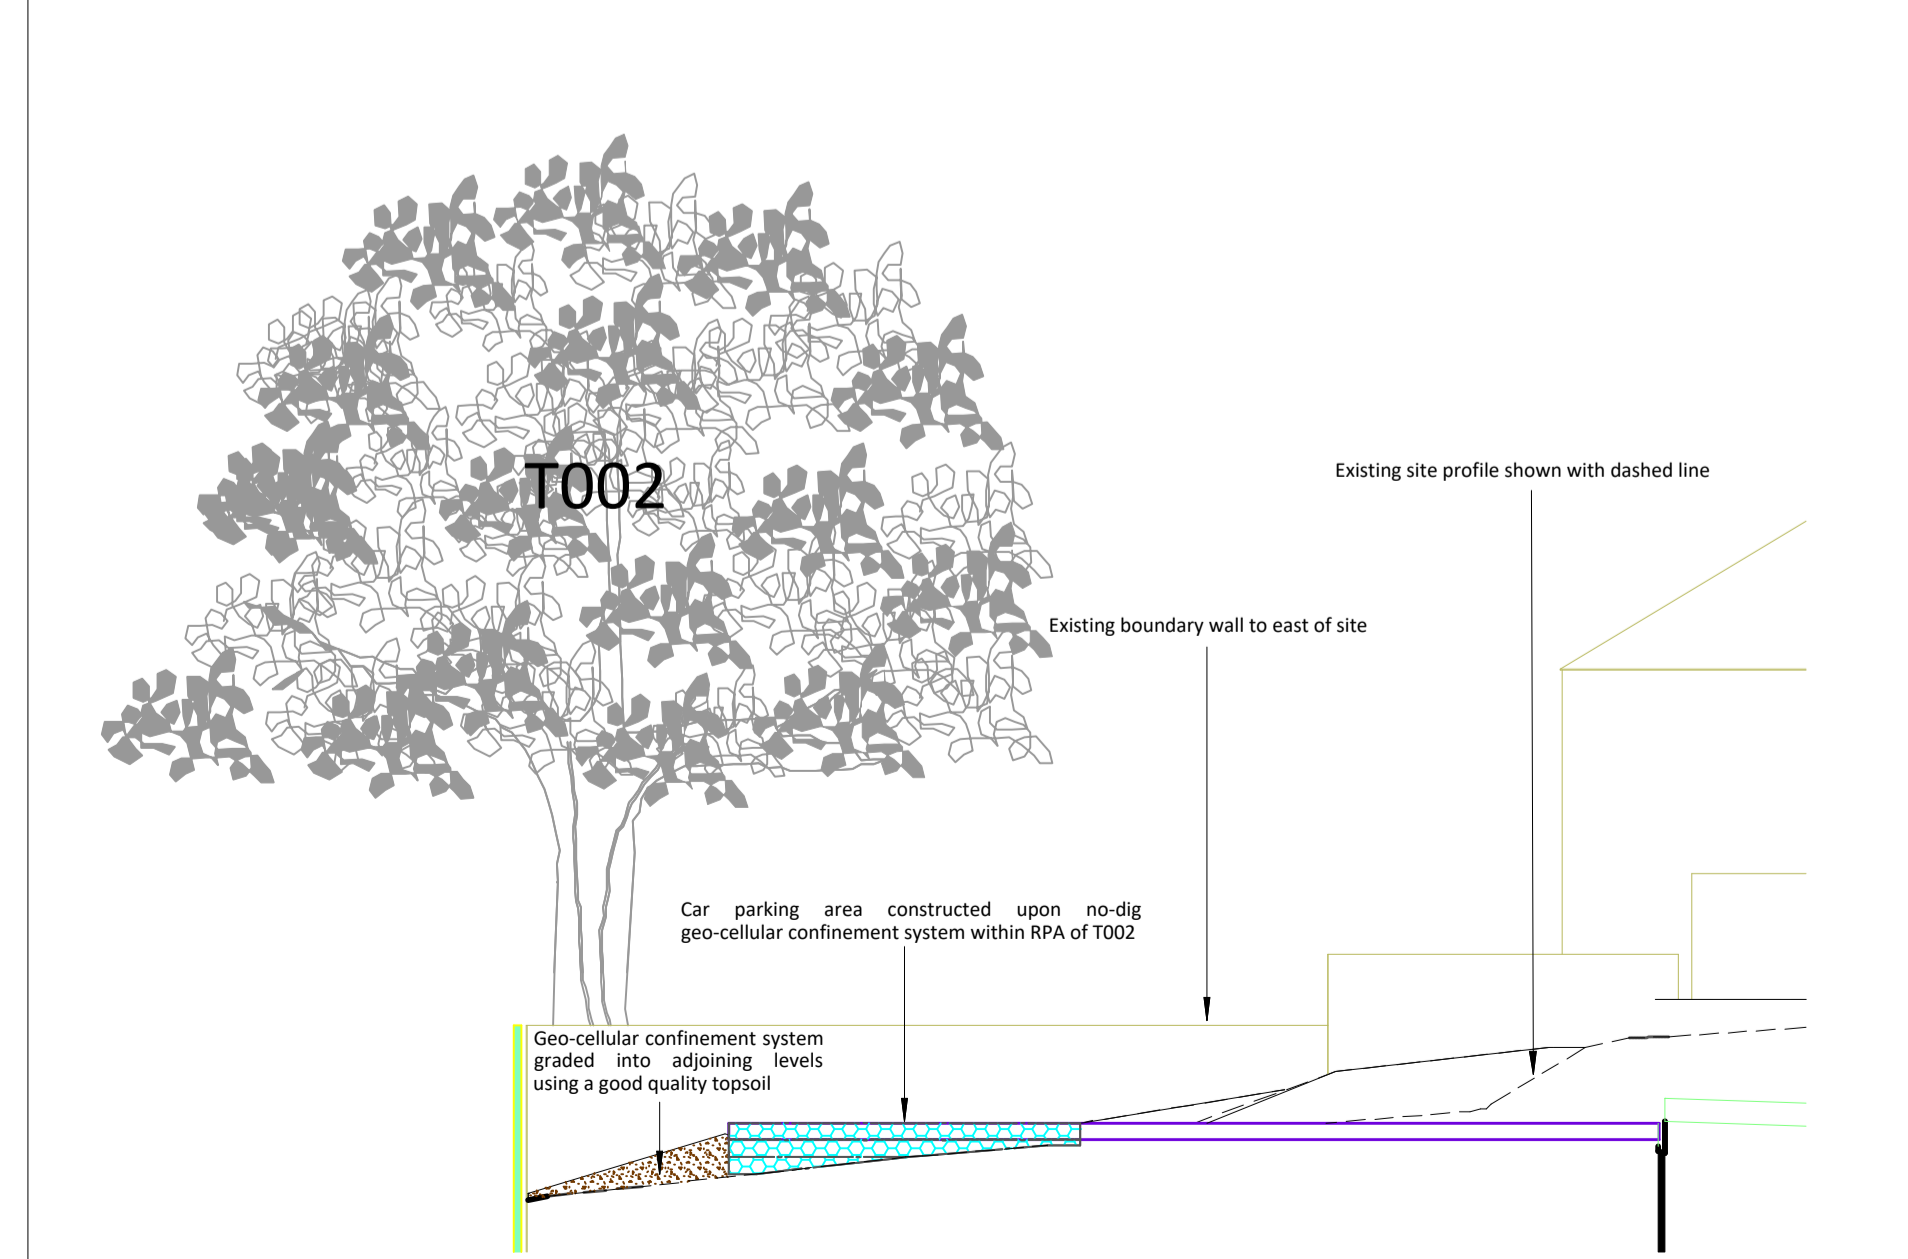 T002
Existing site profile shown with dashed line
Existing boundary wall to east of site
Car parking area constructed upon no-dig
geo-cellular confinement system within RPA of T002
Geo-cellular confinement system
graded into adjoining levels
using a good quality topsoil